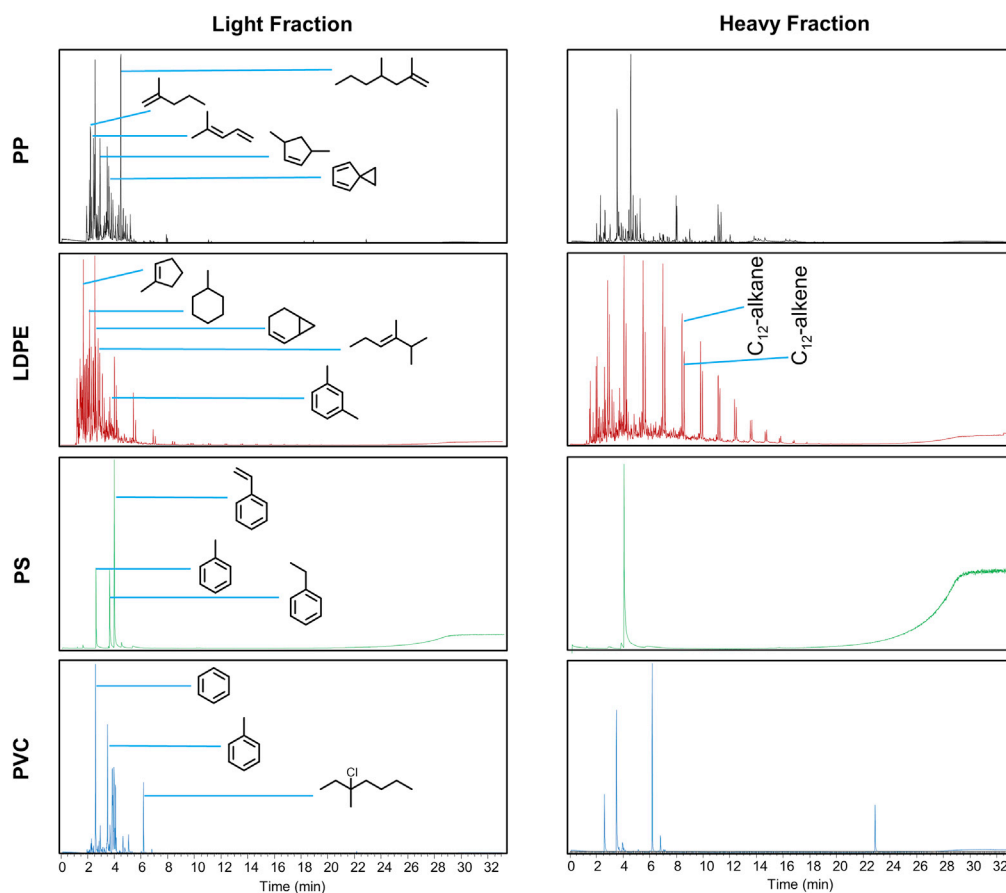 Light Fraction
Heavy Fraction
PP
LDPE
C12-alkane
C12-alkene
PS
PVC
Cl
0 2 4 6 8 10 12 14 16 18 20 22 24 26 28 30 32
Time (min)
0 2 4 6 8 10 12 14 16 18 20 22 24 26 28 30 32
Time (min)